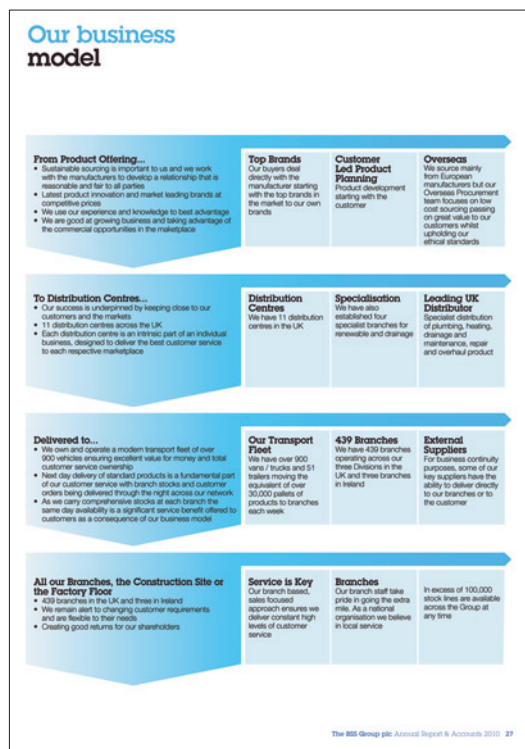 Our business
model
From Product Offering...
• Sustainable sourcing is important to us and we work
with the manufacturers to develop a relationship that is
reasonable and fair to all parties
• Latest product innovation and market leading brands at
competitive prices
• We use our experience and knowledge to best advantage
• We are good at growing business and taking advantage of
the commercial opportunities in the maketplace
Top Brands
Our buyers deal
directly with the
manufacturer starting
with the top brands in
the market to our own
brands
Customer
Led Product
Planning
Product development
starting with the
customer
Overseas
We source mainly
from European
manufacturers but our
Overseas Procurement
team focuses on low
cost sourcing passing
on great value to our
customers whilst
upholding our
ethical standards
To Distribution Centres...
• Our success is underpinned by keeping close to our
customers and the markets
• 11 distribution centres across the UK
• Each distribution centre is an intrinsic part of an individual
business, designed to deliver the best customer service
to each respective marketplace
Distribution
Centres
We have 11 distribution
centres in the UK
Specialisation
We have also
established four
specialist branches for
renewable and drainage
Leading UK
Distributor
Specialist distribution
of plumbing, heating,
drainage and
maintenance, repair
and overhaul product
Delivered to...
• We own and operate a modern transport fleet of over
900 vehicles ensuring excellent value for money and total
customer service ownership
• Next day delivery of standard products is a fundamental part
of our customer service with branch stocks and customer
orders being delivered through the night across our network
• As we carry comprehensive stocks at each branch the
same day availability is a significant service benefit offered to
customers as a consequence of our business model
Our Transport
Fleet
We have over 900
vans / trucks and 51
trailers moving the
equivalent of over
30,000 pallets of
products to branches
each week
439 Branches
We have 439 branches
operating across our
three Divisions in the
UK and three branches
in Ireland
External
Suppliers
For business continuity
purposes, some of our
key suppliers have the
ability to deliver directly
to our branches or to
the customer
All our Branches, the Construction Site or
the Factory Floor
• 439 branches in the UK and three in Ireland
• We remain alert to changing customer requirements
and are flexible to their needs
• Creating good returns for our shareholders
Service is Key
Our branch based,
sales focused
approach ensures we
deliver constant high
levels of customer
service
Branches
Our branch staff take
pride in going the extra
mile. As a national
organisation we believe
in local service
In excess of 100,000
stock lines are available
across the Group at
any time
The BSS Group plc Annual Report & Accounts 2010 27